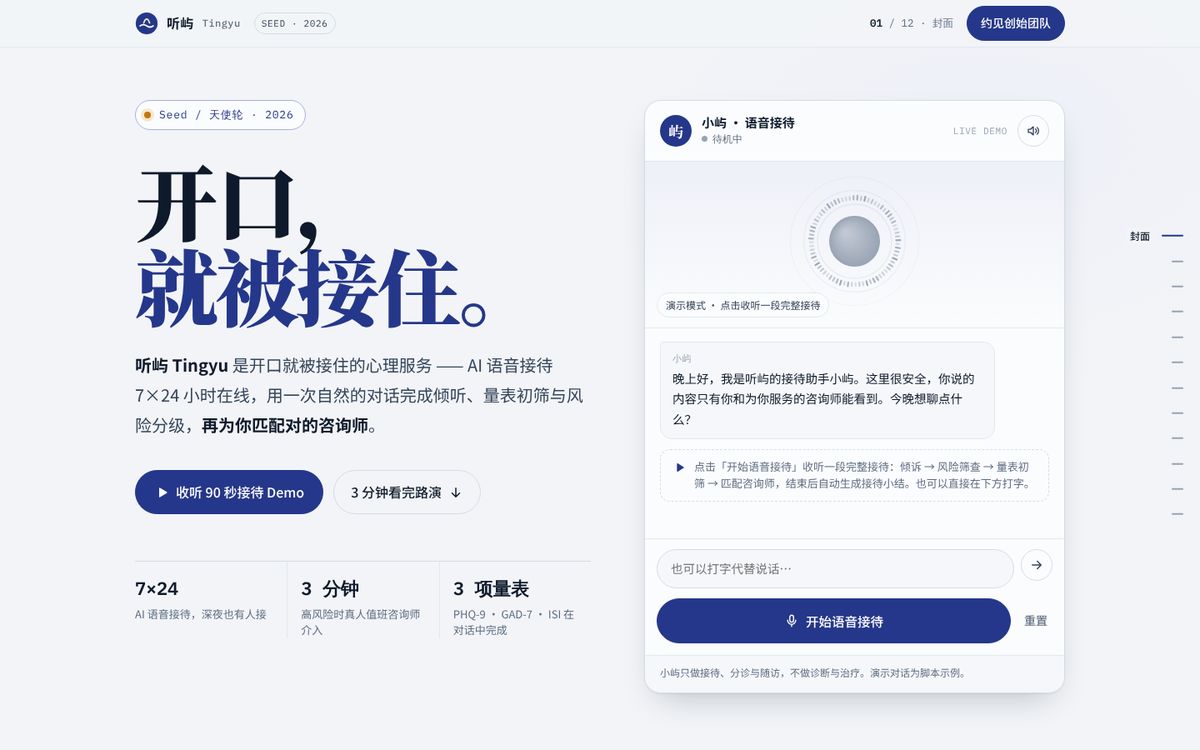 听屿 Tingyu SEED · 2026
01 / 12 · 封面
约见创始团队
Seed / 天使轮 · 2026
开口，
就被接住。
听屿 Tingyu 是开口就被接住的心理服务 —— AI 语音接待
7×24 小时在线，用一次自然的对话完成倾听、量表初筛与风
险分级，再为你匹配对的咨询师。
收听 90 秒接待 Demo
3 分钟看完路演 ↓
7×24
AI 语音接待，深夜也有人接
3 分钟
高风险时真人值班咨询师
介入
3 项量表
PHQ-9 · GAD-7 · ISI 在
对话中完成
屿
小屿 · 语音接待
待机中
LIVE DEMO
演示模式 · 点击收听一段完整接待
小屿
晚上好，我是听屿的接待助手小屿。这里很安全，你说的
内容只有你和为你服务的咨询师能看到。今晚想聊点什
么？
点击「开始语音接待」收听一段完整接待：倾诉 → 风险筛查 → 量表初
筛 → 匹配咨询师，结束后自动生成接待小结。也可以直接在下方打字。
也可以打字代替说话…
→
开始语音接待
重置
小屿只做接待、分诊与随访，不做诊断与治疗。演示对话为脚本示例。
封面